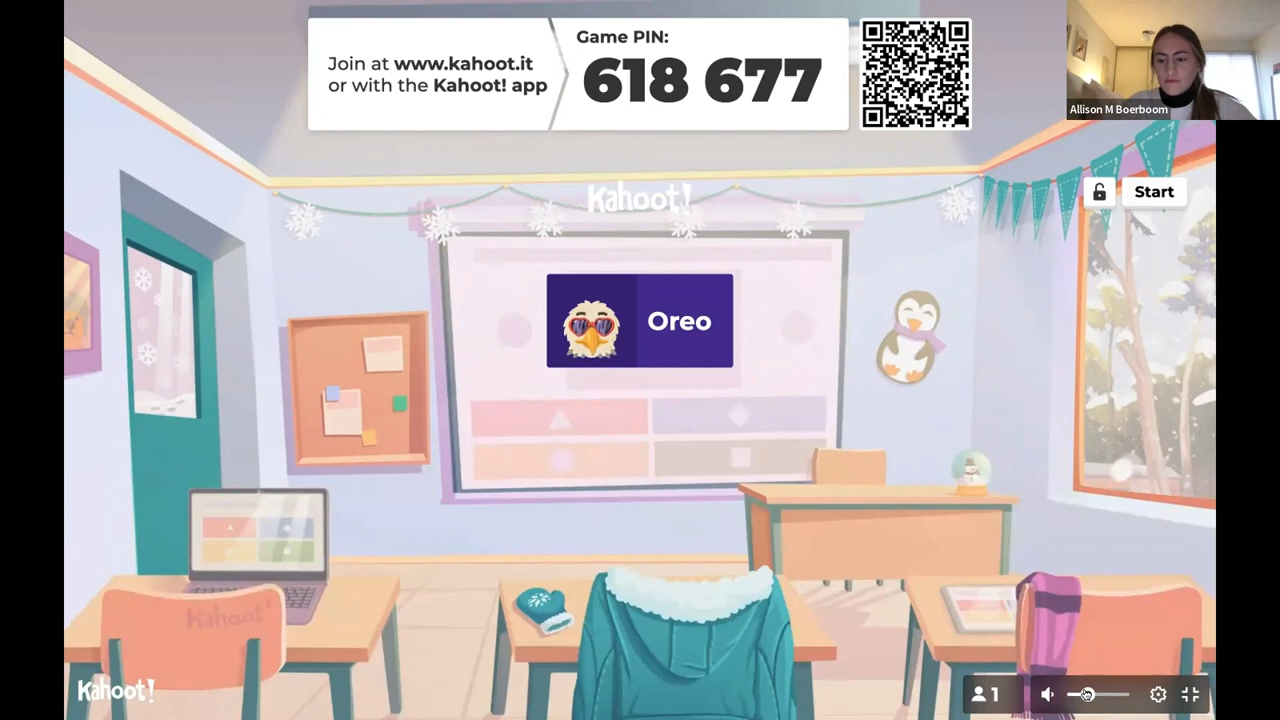 Join at www.kahoot.it
or with the Kahoot! app
Game PIN:
618 677
Allison M Boerboom
Kahoot!
Start
Oreo
Kahoot!
Kahoot!
1